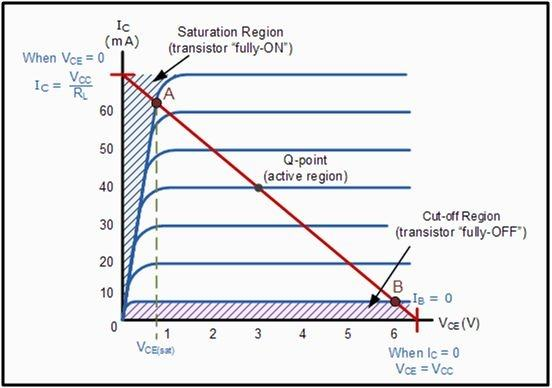 I_C
(mA)
Saturation Region
(transistor "fully-ON")
When V_CE = 0
I_C = V_CC
R_L
A
60
50
Q-point
(active region)
40
30
Cut-off Region
(transistor "fully-OFF")
20
10
B
I_B = 0
0
1
2
3
4
5
6
V_CE (V)
V_CE(sat)
When I_C = 0
V_CE = V_CC